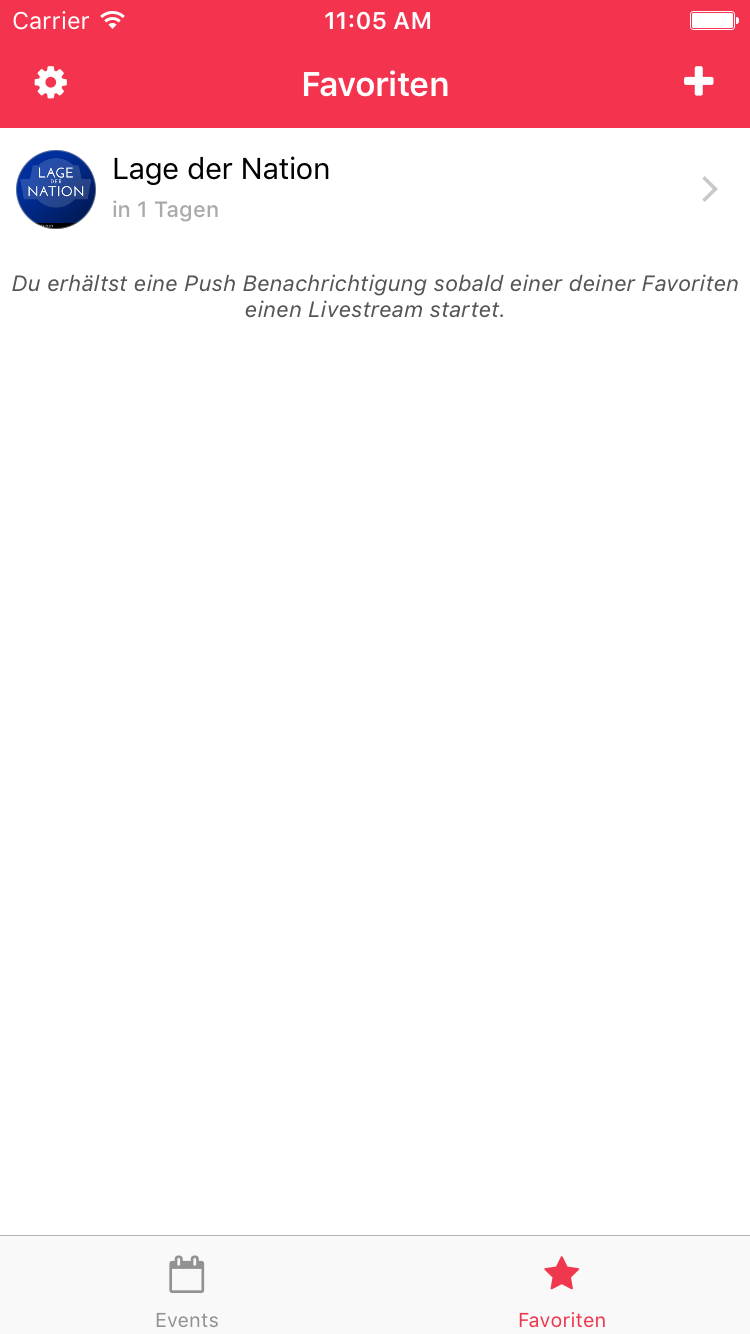 Carrier 11:05 AM
Favoriten
LAGE
DER
NATION
Lage der Nation
in 1 Tagen
Du erhältst eine Push Benachrichtigung sobald einer deiner Favoriten
einen Livestream startet.
Events Favoriten